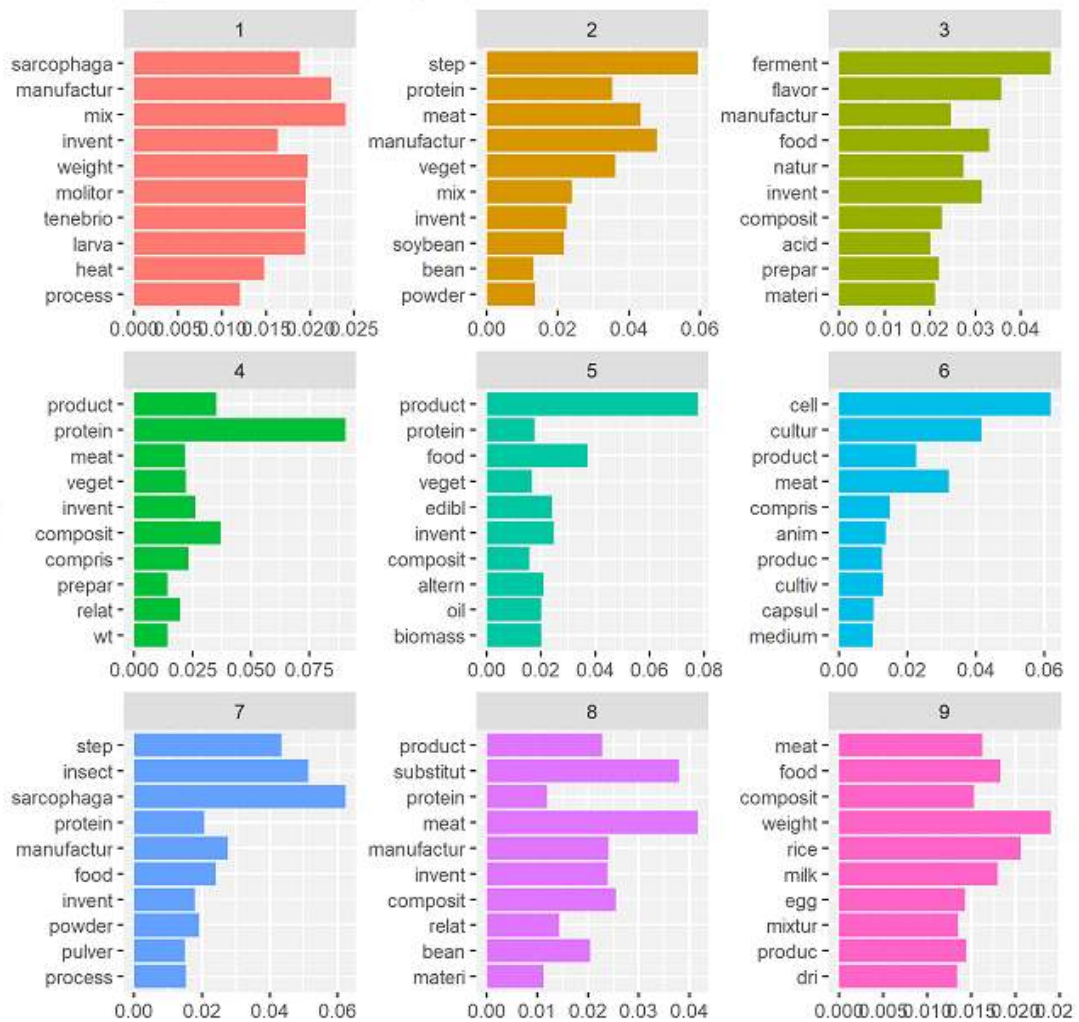 1
sarcophaga
manufactur
mix
invent
weight
molitor
tenebrio
larva
heat
process
0.000 0.005 0.010 0.015 0.020 0.025
2
step
protein
meat
manufactur
veget
mix
invent
soybean
bean
powder
0.00 0.02 0.04 0.06
3
ferment
flavor
manufactur
food
natur
invent
composit
acid
prepar
materi
0.00 0.01 0.02 0.03 0.04
4
product
protein
meat
veget
invent
composit
compris
prepar
relat
wt
0.000 0.025 0.050 0.075
5
product
protein
food
veget
edibl
invent
composit
altern
oil
biomass
0.00 0.02 0.04 0.06 0.08
6
cell
cultur
product
meat
compris
anim
produc
cultiv
capsul
medium
0.00 0.02 0.04 0.06
7
step
insect
sarcophaga
protein
manufactur
food
invent
powder
pulver
process
0.00 0.02 0.04 0.06
8
product
substitut
protein
meat
manufactur
invent
composit
relat
bean
materi
0.00 0.01 0.02 0.03 0.04
9
meat
food
composit
weight
rice
milk
egg
mixtur
produc
dri
0.000 0.005 0.010 0.015 0.020 0.02